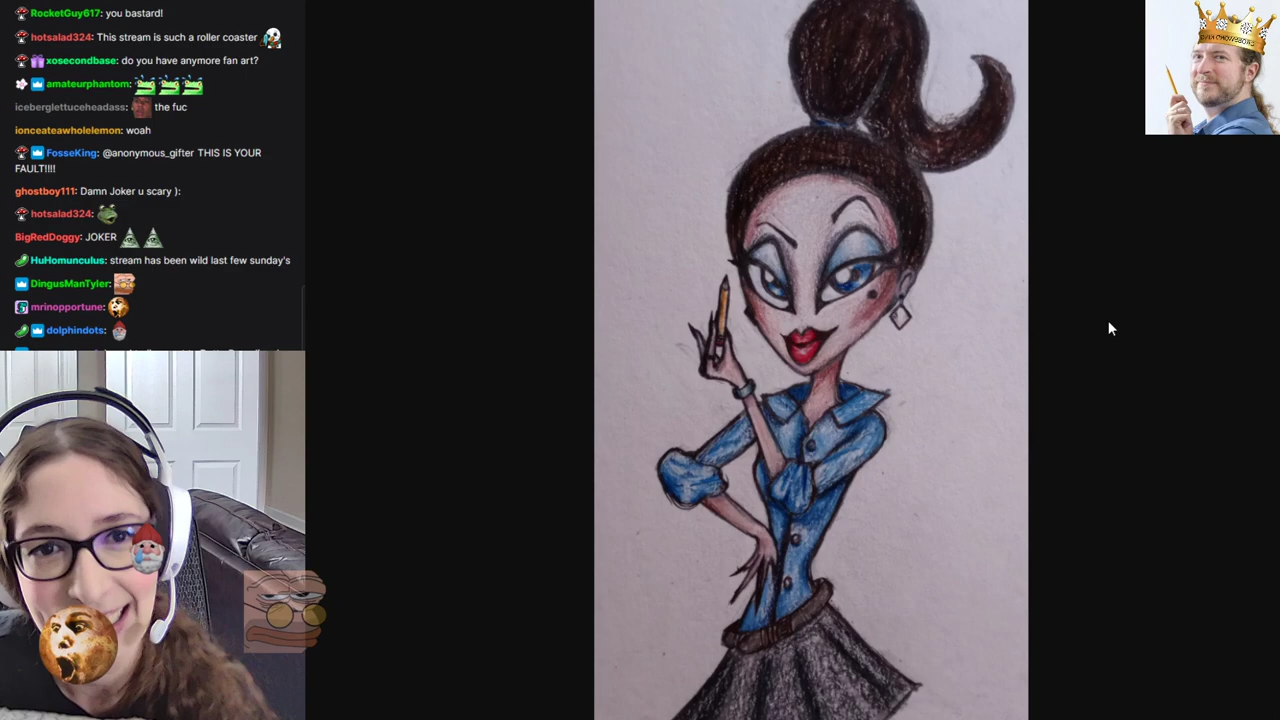 RocketGuy617: you bastard!
hotsalad324: This stream is such a roller coaster
xosecondbase: do you have anymore fan art?
amateurphantom:
iceberglettuceheadass: the fuc
ionceateawholelemon: woah
FosseKing: @anonymous_gifter THIS IS YOUR
FAULT!!!!
ghostboy111: Damn Joker u scary ):
hotsalad324:
BigRedDoggy: JOKER
HuHomunculus: stream has been wild last few sunday's
DingusManTyler:
mrinopportune:
dolphindots: